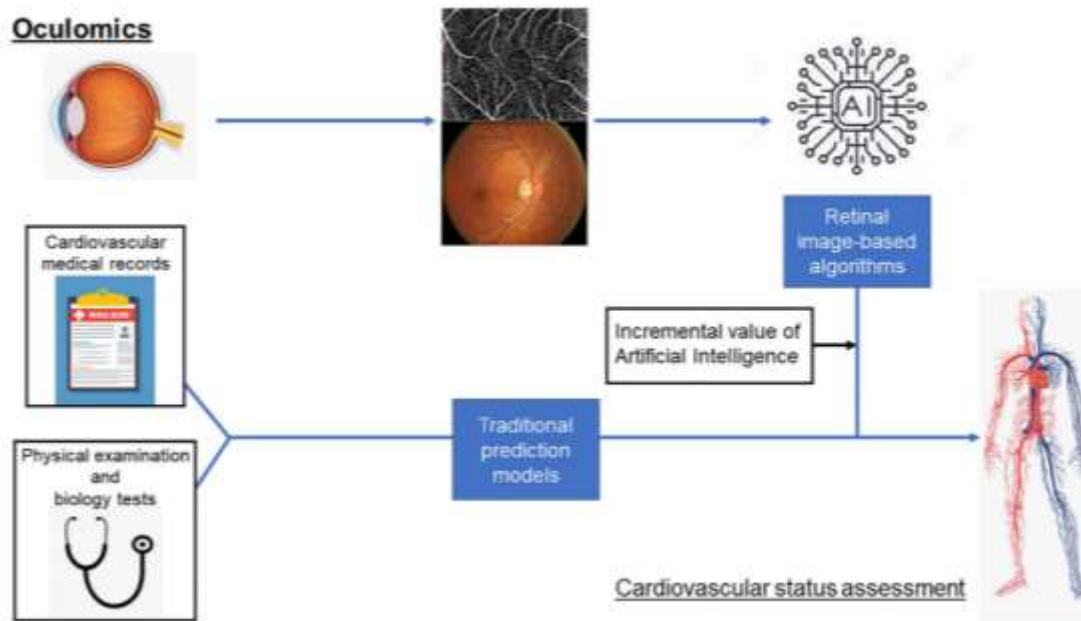 Oculomics
AI
Cardiovascular
medical records
Retinal
image-based
algorithms
Incremental value of
Artificial Intelligence
Traditional
prediction
models
Physical examination
and
biology tests
Cardiovascular status assessment